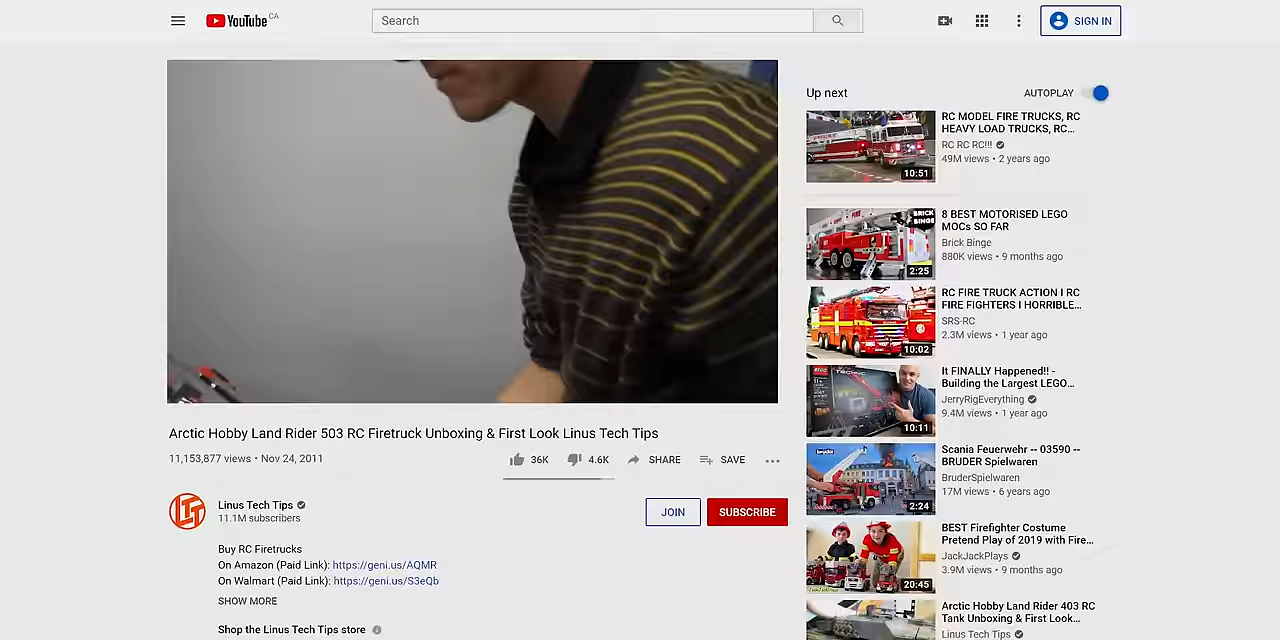 YouTube CA
Search
SIGN IN
Up next
AUTOPLAY
RC MODEL FIRE TRUCKS, RC
HEAVY LOAD TRUCKS, RC...
RC RC RC!!!
49M views • 2 years ago
10:51
BRICK
BINGE
8 BEST MOTORISED LEGO
MOCs SO FAR
Brick Binge
880K views • 9 months ago
2:25
RC FIRE TRUCK ACTION I RC
FIRE FIGHTERS I HORRIBLE...
SRS-RC
2.3M views • 1 year ago
10:02
TECHNIC
It FINALLY Happened!! -
Building the Largest LEGO...
JerryRigEverything
9.4M views • 1 year ago
10:11
bruder
Scania Feuerwehr -- 03590 --
BRUDER Spielwaren
BruderSpielwaren
17M views • 6 years ago
2:24
BEST Firefighter Costume
Pretend Play of 2019 with Fire...
JackJackPlays
3.9M views • 9 months ago
20:45
Arctic Hobby Land Rider 403 RC
Tank Unboxing & First Look...
Linus Tech Tips
Arctic Hobby Land Rider 503 RC Firetruck Unboxing & First Look Linus Tech Tips
11,153,877 views • Nov 24, 2011
36K
4.6K
SHARE
SAVE
LTT
Linus Tech Tips
11.1M subscribers
JOIN
SUBSCRIBE
Buy RC Firetrucks
On Amazon (Paid Link): https://geni.us/AQMR
On Walmart (Paid Link): https://geni.us/S3eQb
SHOW MORE
Shop the Linus Tech Tips store